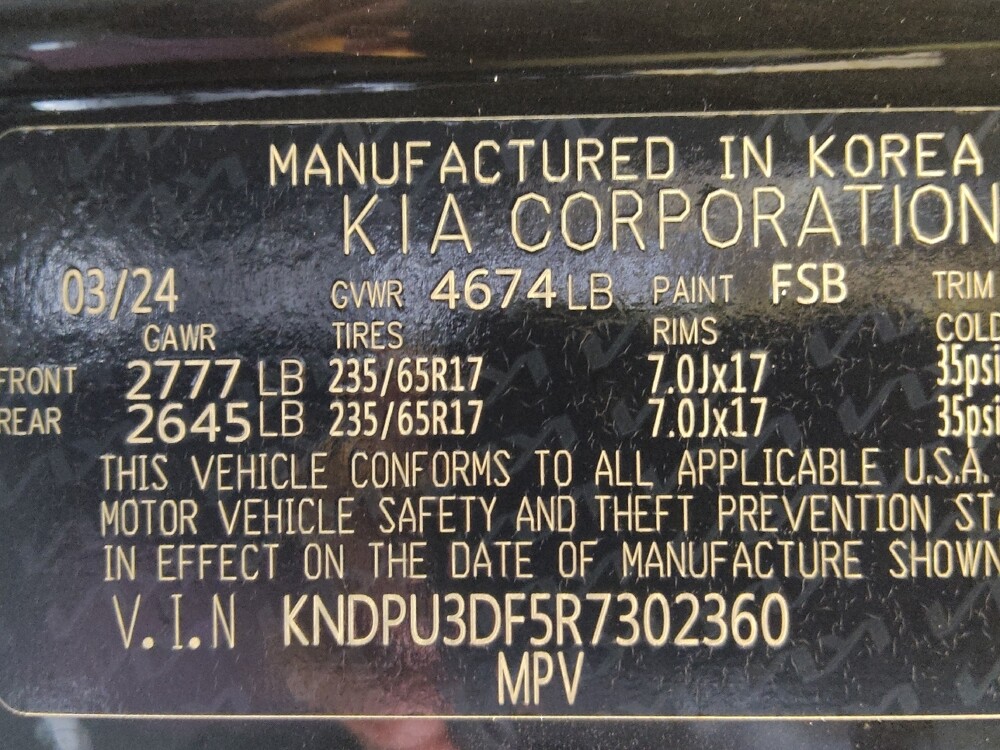 MANUFACTURED IN KOREA
KIA CORPORATION
03/24 GVWR 4674 LB PAINT FSB TRIM
GAWR TIRES RIMS COLD
FRONT 2777 LB 235/65R17 7.0Jx17 35psi
REAR 2645 LB 235/65R17 7.0Jx17 35psi
THIS VEHICLE CONFORMS TO ALL APPLICABLE U.S.A.
MOTOR VEHICLE SAFETY AND THEFT PREVENTION
IN EFFECT ON THE DATE OF MANUFACTURE SHOWN
V.I.N KNDPU3DF5R7302360
MPV